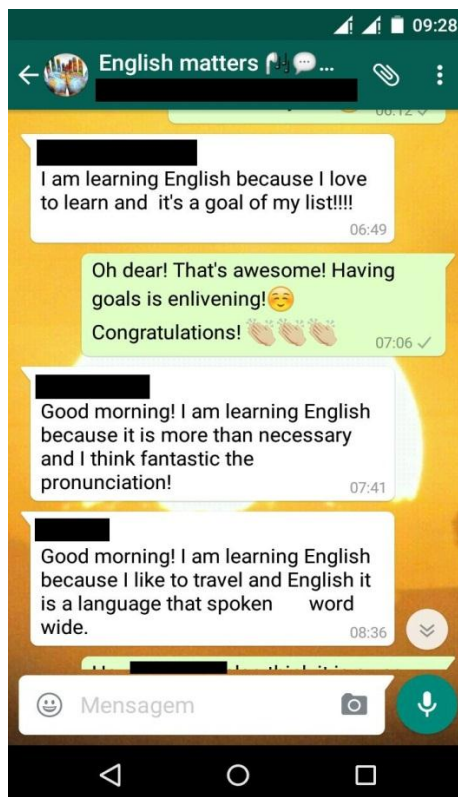 09:28
English matters 💬...
06:12 ✓
I am learning English because I love
to learn and it's a goal of my list!!!!
06:49
Oh dear! That's awesome! Having
goals is enlivening!☺️
Congratulations! 👏👏👏
07:06 ✓
Good morning! I am learning English
because it is more than necessary
and I think fantastic the
pronunciation!
07:41
Good morning! I am learning English
because I like to travel and English it
is a language that spoken word
wide.
08:36
Mensagem